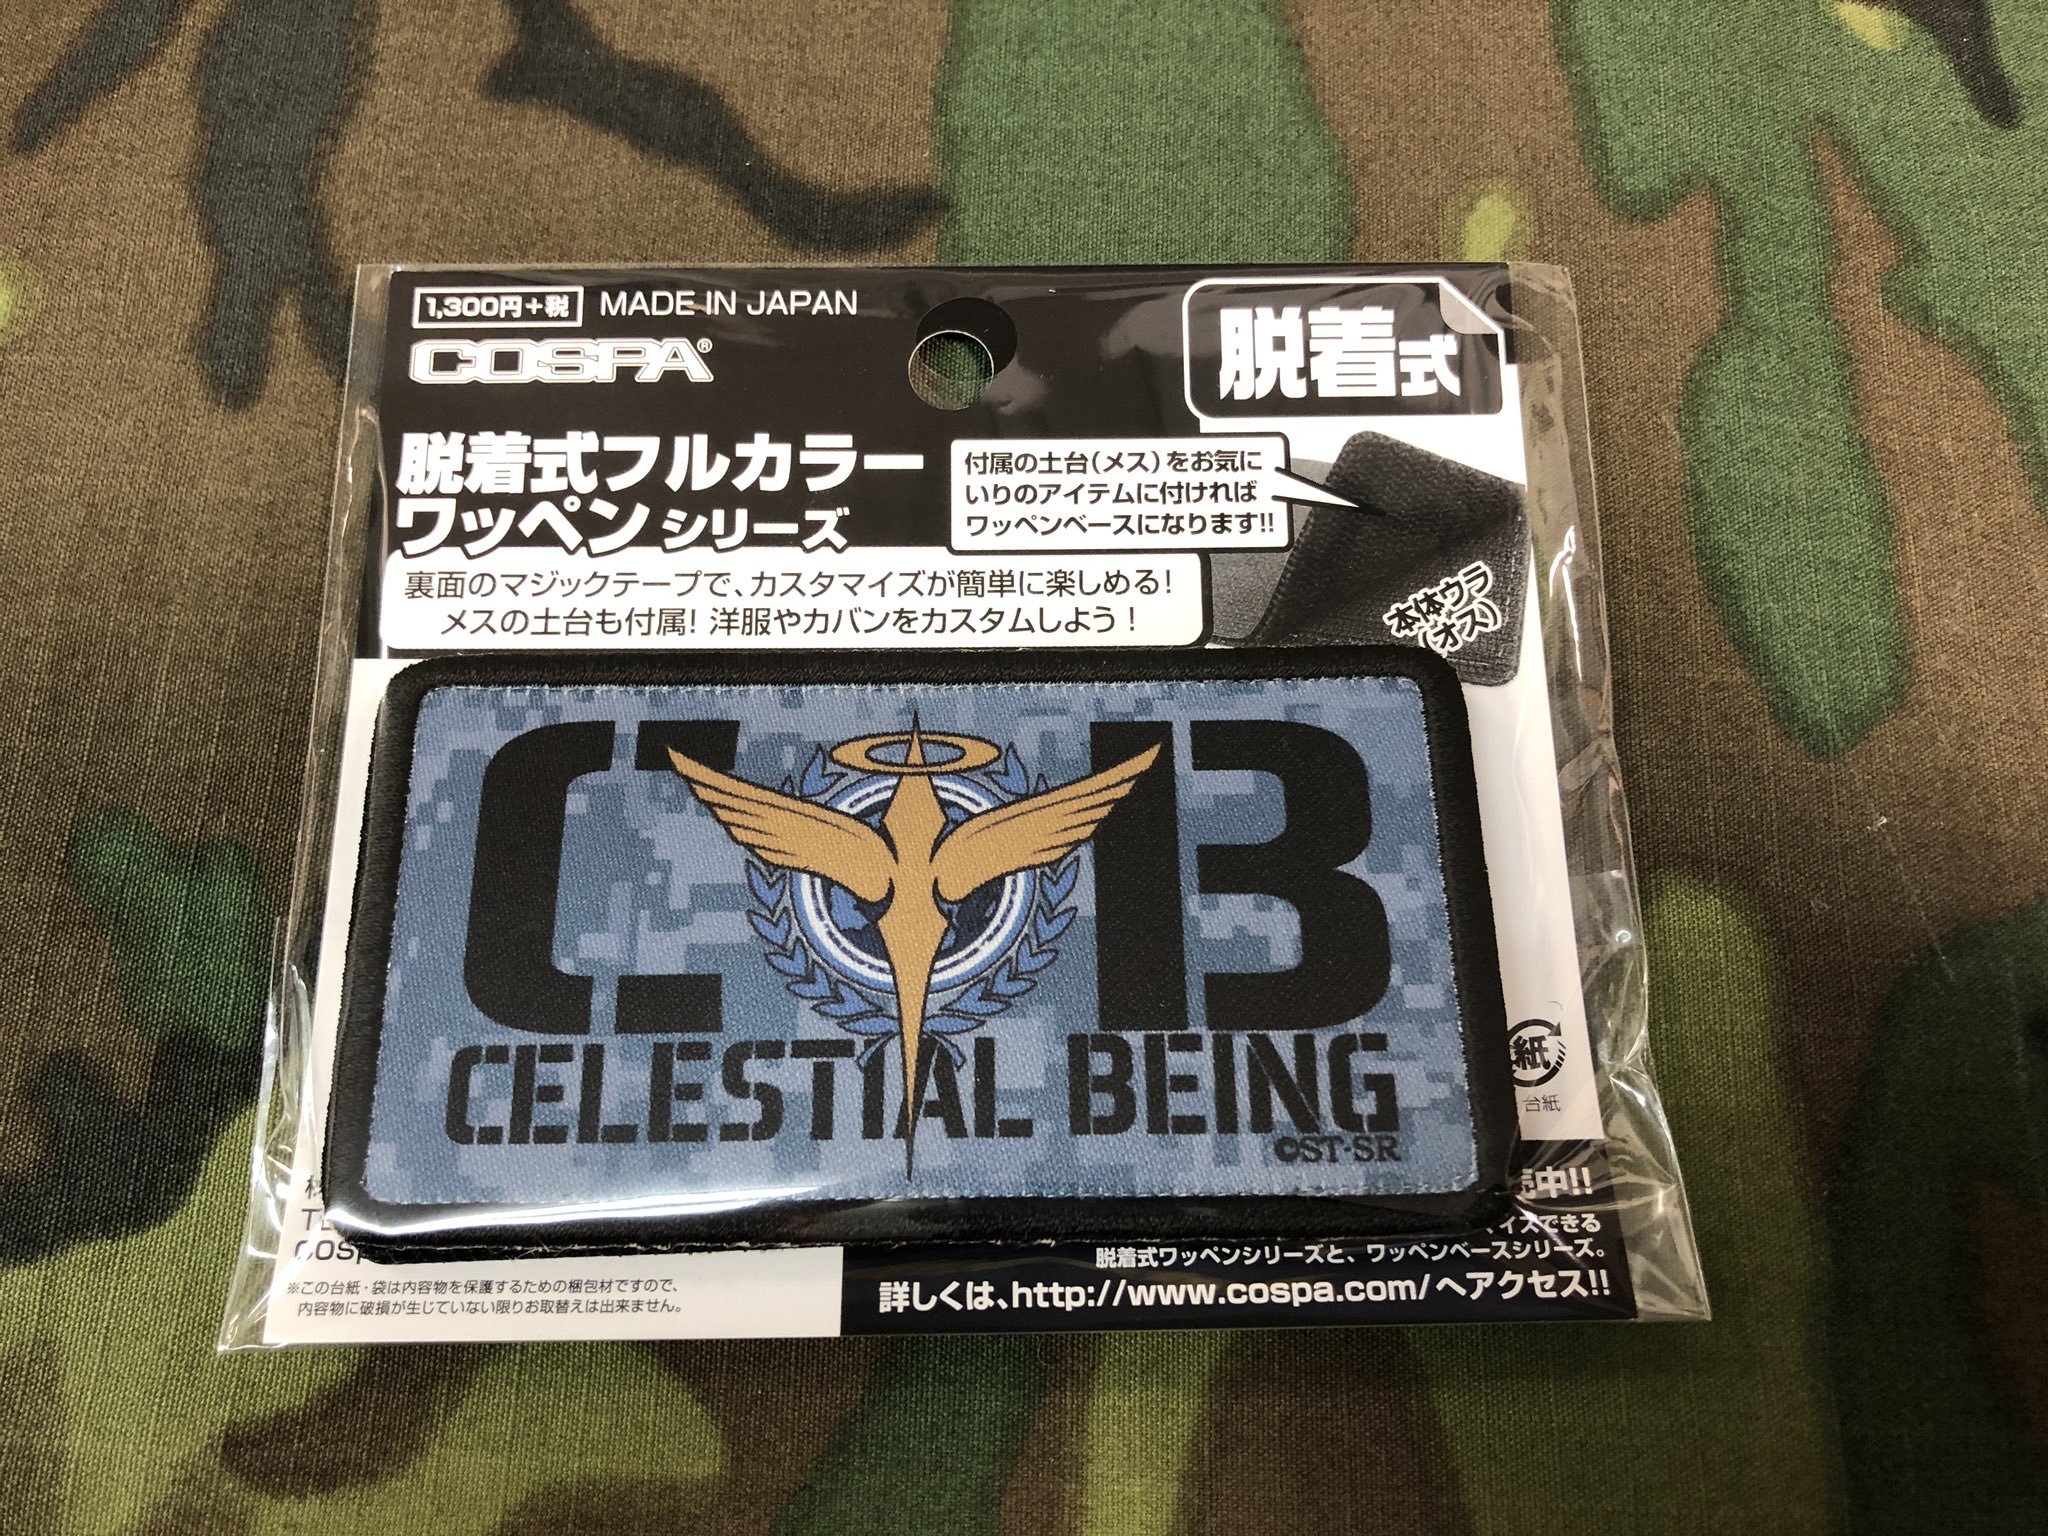 1,300円+税 MADE IN JAPAN
COSPA®
脱着式
脱着式フルカラー
ワッペンシリーズ
付属の土台(メス)をお気に
いりのアイテムに付ければ
ワッペンベースになります!!
裏面のマジックテープで、カスタマイズが簡単に楽しめる!
メスの土台も付属! 洋服やカバンをカスタムしよう!
本体ウラ
(オス)
C B
CELESTIAL BEING
©ST-SR
紙
台紙
中!!
イズできる
脱着式ワッペンシリーズと、ワッペンベースシリーズ。
詳しくは、http://www.cospa.com/へアクセス!!
※この台紙・袋は内容物を保護するための梱包材ですので、
内容物に破損が生じていない限りお取替えは出来ません。